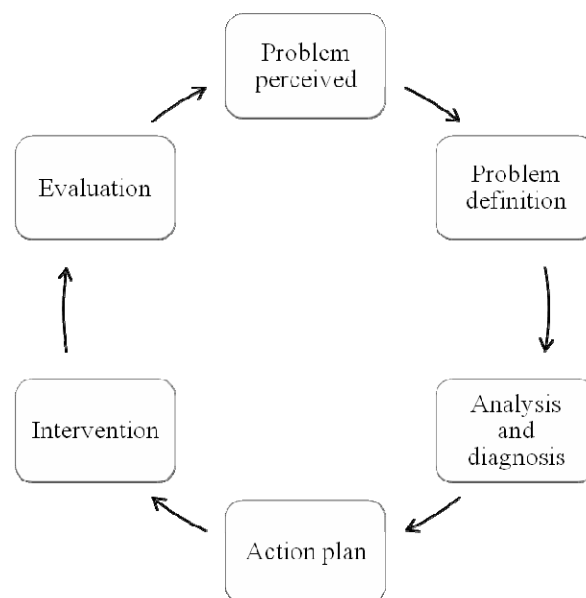 Problem
perceived
Problem
definition
Analysis
and
diagnosis
Action plan
Intervention
Evaluation